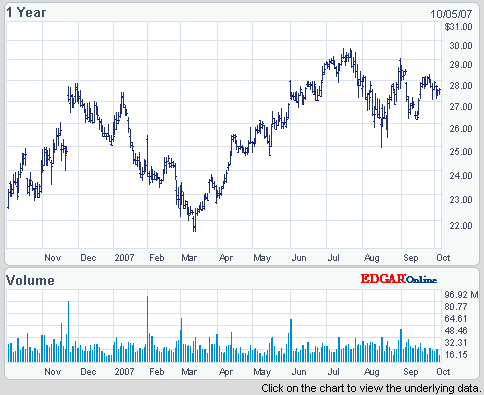 1 Year 10/05/07
$31.00
30.00
29.00
28.00
27.00
26.00
25.00
24.00
23.00
22.00
Nov Dec 2007 Feb Mar Apr May Jun Jul Aug Sep Oct
Volume EDGAR Online
96.92 M
80.77
64.61
48.46
32.31
16.15
Nov Dec 2007 Feb Mar Apr May Jun Jul Aug Sep Oct
Click on the chart to view the underlying data.